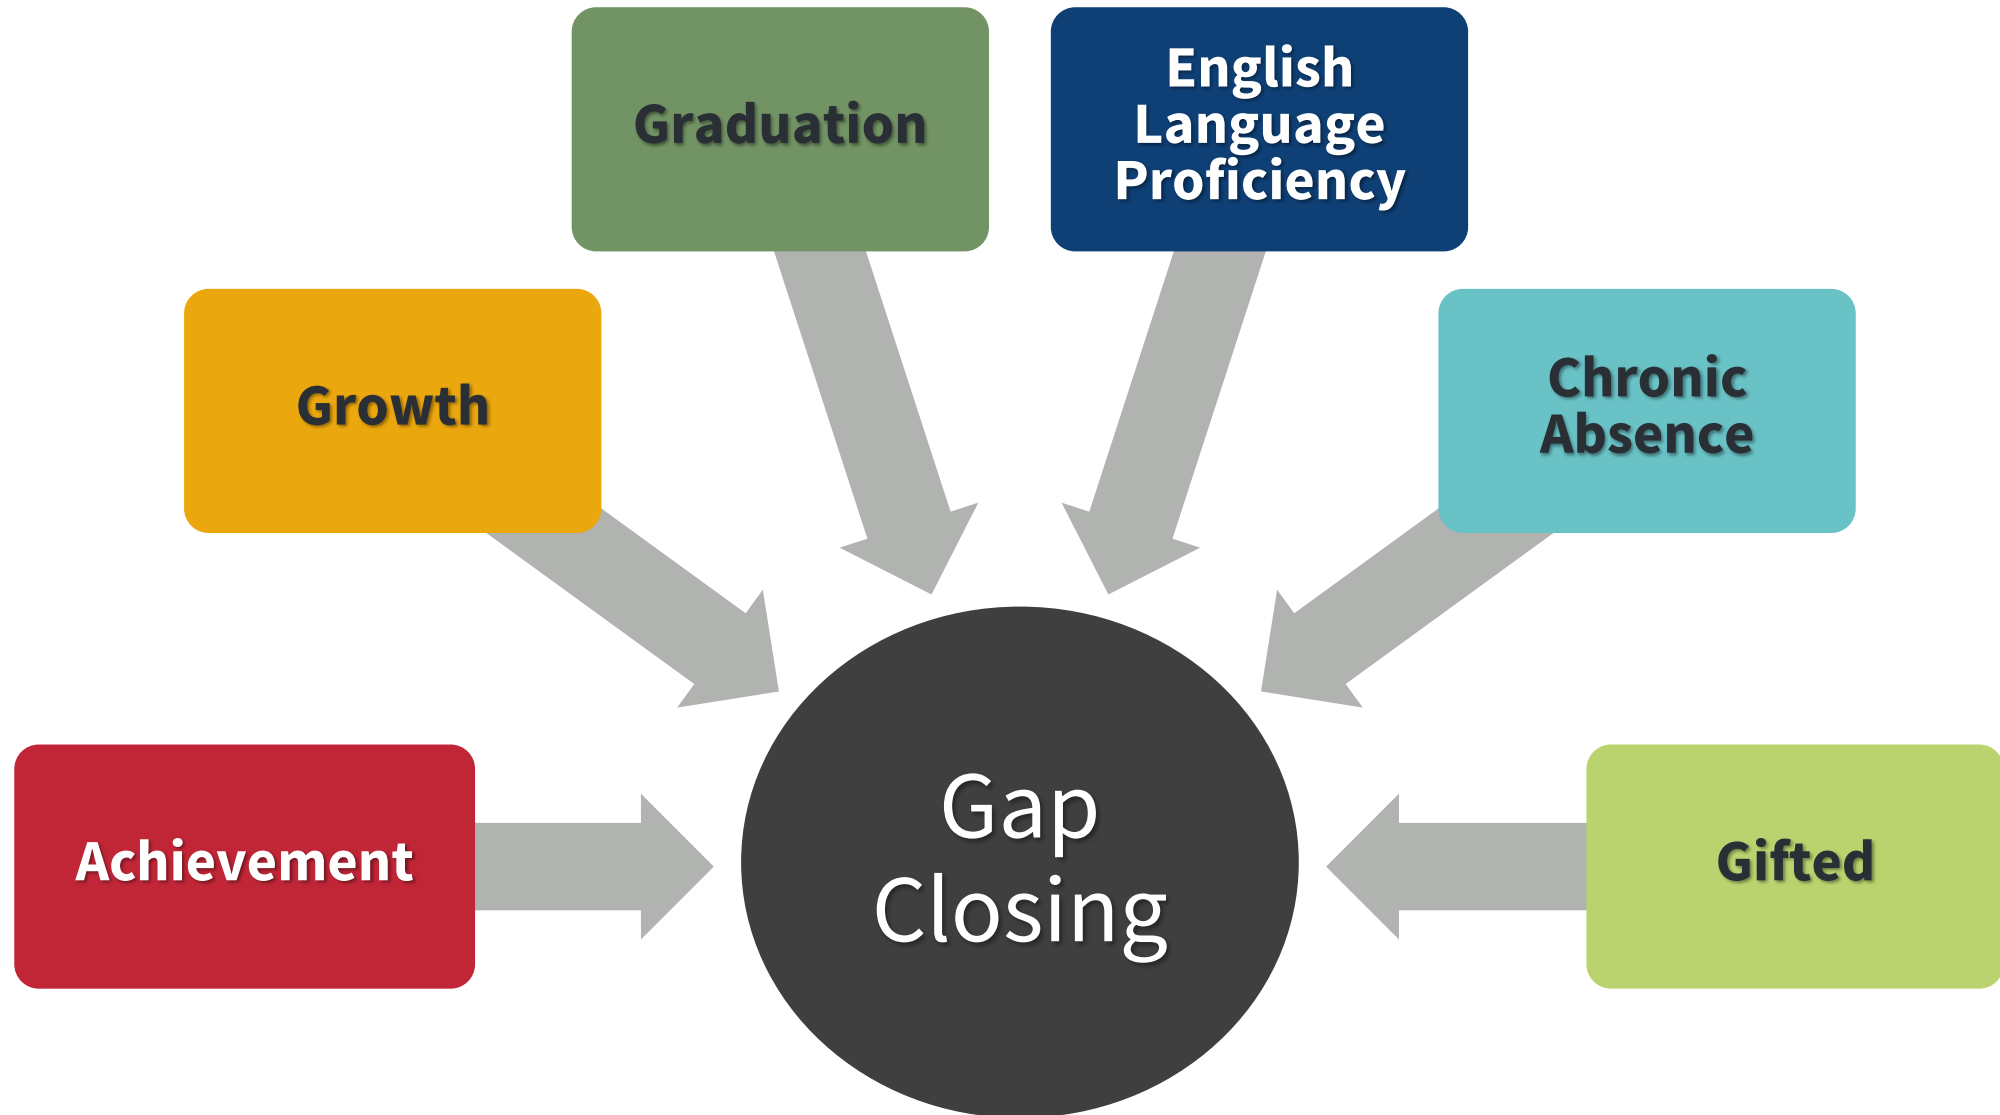 Graduation
English
Language
Proficiency
Growth
Chronic
Absence
Achievement
Gap
Closing
Gifted